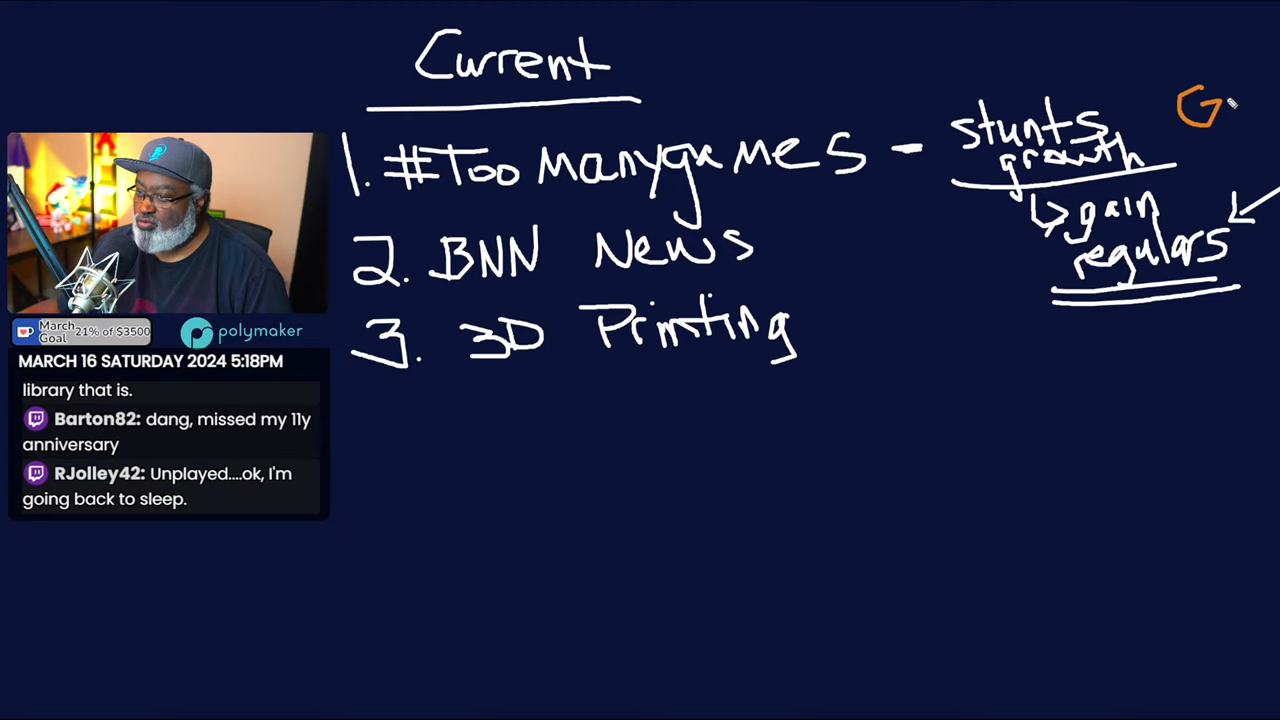 Current
1. #TooManygames - stunts
growth
↳ gain
regulars
G
2. BNN News
3. 3D Printing
March
Goal
21% of $3500
polymaker
MARCH 16 SATURDAY 2024 5:18PM
library that is.
Barton82: dang, missed my 11y
anniversary
RJolley42: Unplayed....ok, I'm
going back to sleep.